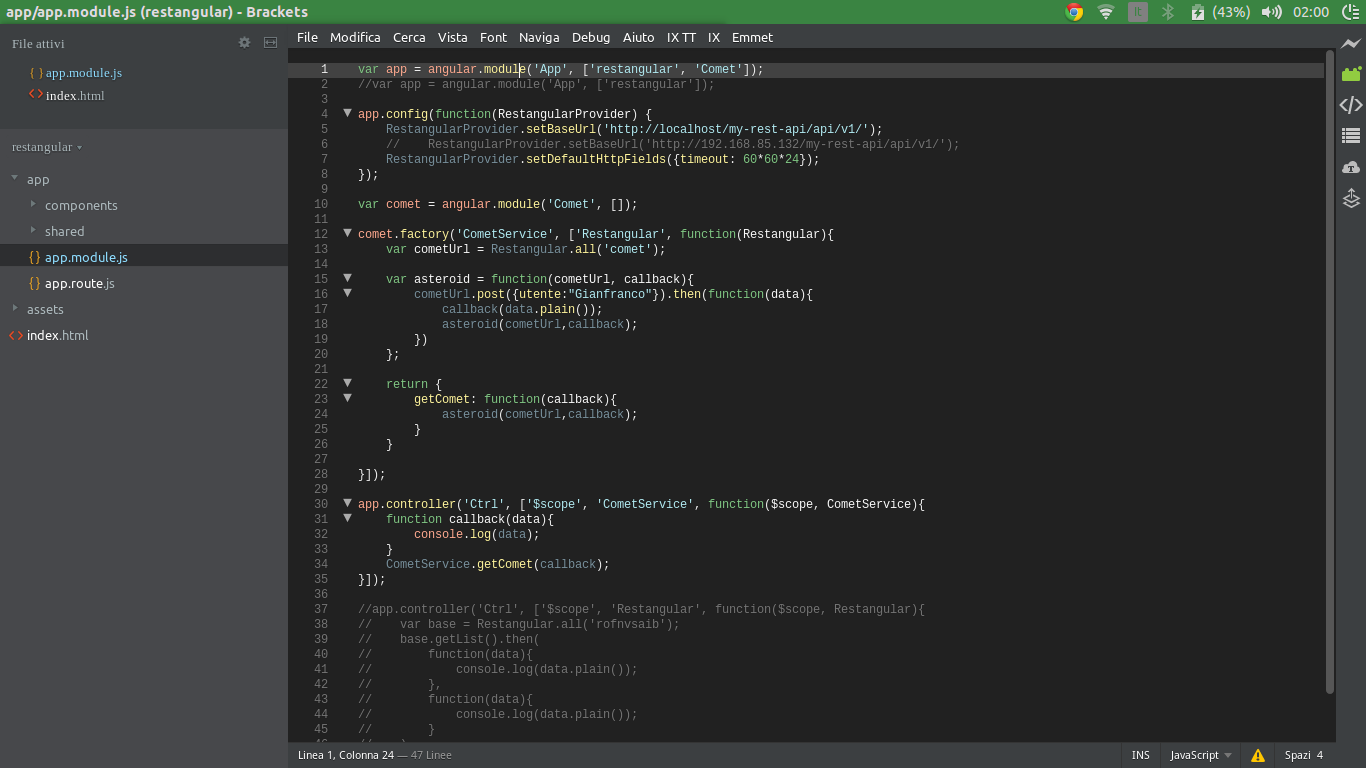 app/app.module.js (restangular) - Brackets
It (43%) 02:00
File attivi
{ } app.module.js
<> index.html
restangular
app
components
shared
{} app.module.js
{} app.route.js
assets
<> index.html
File Modifica Cerca Vista Font Naviga Debug Aiuto IX TT IX Emmet
1 var app = angular.module('App', ['restangular', 'Comet']);
2 //var app = angular.module('App', ['restangular']);
3
4 app.config(function(RestangularProvider) {
5     RestangularProvider.setBaseUrl('http://localhost/my-rest-api/api/v1/');
6     //    RestangularProvider.setBaseUrl('http://192.168.85.132/my-rest-api/api/v1/');
7     RestangularProvider.setDefaultHttpFields({timeout: 60*60*24});
8 });
9
10 var comet = angular.module('Comet', []);
11
12 comet.factory('CometService', ['Restangular', function(Restangular){
13     var cometUrl = Restangular.all('comet');
14
15     var asteroid = function(cometUrl, callback){
16         cometUrl.post({utente:"Gianfranco"}).then(function(data){
17             callback(data.plain());
18             asteroid(cometUrl,callback);
19         })
20     };
21
22     return {
23         getComet: function(callback){
24             asteroid(cometUrl,callback);
25         }
26     }
27
28 }]);
29
30 app.controller('Ctrl', ['$scope', 'CometService', function($scope, CometService){
31     function callback(data){
32         console.log(data);
33     }
34     CometService.getComet(callback);
35 }]);
36
37 //app.controller('Ctrl', ['$scope', 'Restangular', function($scope, Restangular){
38 //    var base = Restangular.all('rofnvsaib');
39 //    base.getList().then(
40 //        function(data){
41 //            console.log(data.plain());
42 //        },
43 //        function(data){
44 //            console.log(data.plain());
45 //        }
Linea 1, Colonna 24 — 47 Linee
INS JavaScript Spazi 4